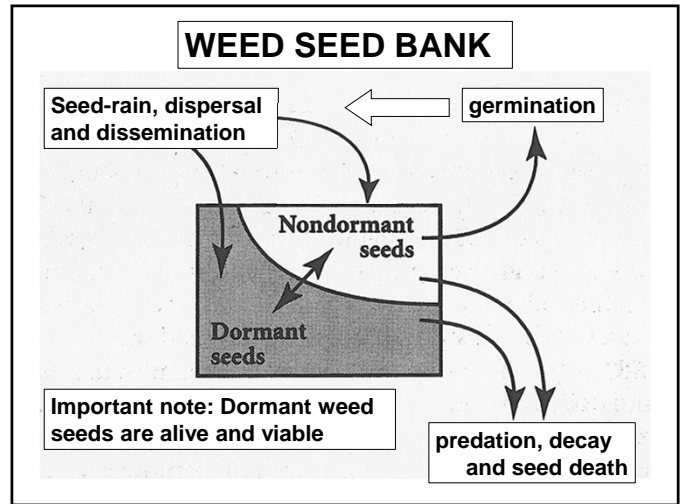 WEED SEED BANK
Seed-rain, dispersal
and dissemination
germination
Nondormant
seeds
Dormant
seeds
Important note: Dormant weed
seeds are alive and viable
predation, decay
and seed death